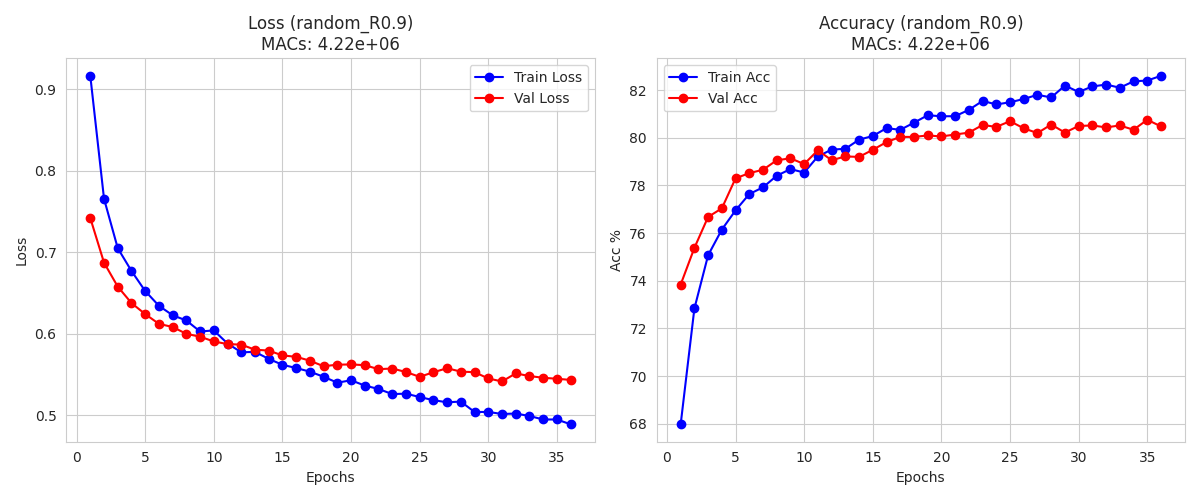 Loss (random_R0.9)
MACs: 4.22e+06
Train Loss
Val Loss
0.9
0.8
0.7
0.6
0.5
Loss
0 5 10 15 20 25 30 35
Epochs
Accuracy (random_R0.9)
MACs: 4.22e+06
Train Acc
Val Acc
82
80
78
76
74
72
70
68
Acc %
0 5 10 15 20 25 30 35
Epochs